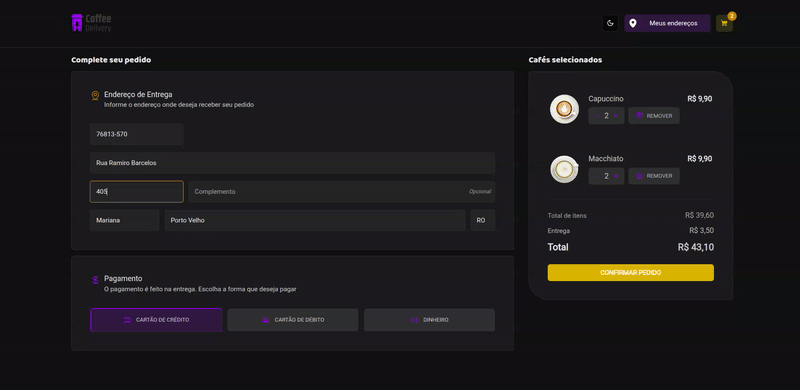 Coffee
Delivery
Meus endereços
2
Complete seu pedido
Endereço de Entrega
Informe o endereço onde deseja receber seu pedido
76813-570
Rua Ramiro Barcelos
405
Complemento
Opcional
Mariana
Porto Velho
RO
Pagamento
O pagamento é feito na entrega. Escolha a forma que deseja pagar
CARTÃO DE CRÉDITO
CARTÃO DE DÉBITO
DINHEIRO
Cafés selecionados
Capuccino
R$ 9,90
2
REMOVER
Macchiato
R$ 9,90
2
REMOVER
Total de itens
R$ 39,60
Entrega
R$ 3,50
Total
R$ 43,10
CONFIRMAR PEDIDO